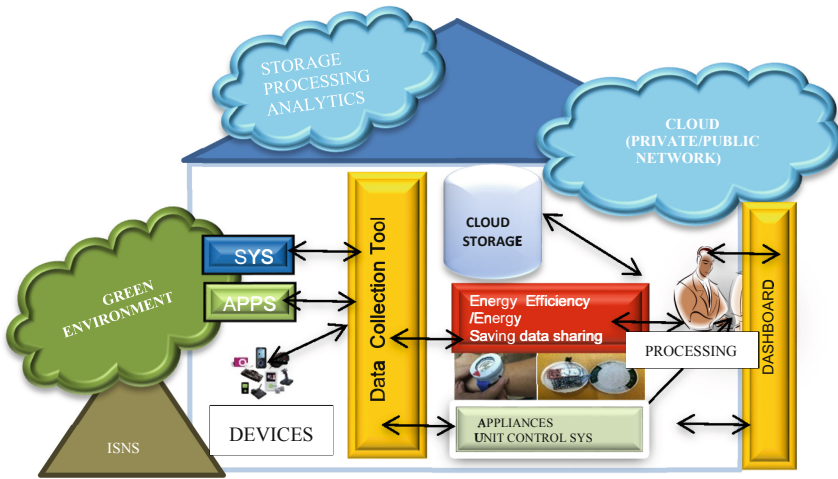 STORAGE
PROCESSING
ANALYTICS
CLOUD
(PRIVATE/PUBLIC
NETWORK)
GREEN
ENVIRONMENT
SYS
APPS
DEVICES
ISNS
Data Collection Tool
CLOUD
STORAGE
Energy Efficiency
/Energy
Saving data sharing
APPLIANCES
UNIT CONTROL SYS
PROCESSING
DASHBOARD